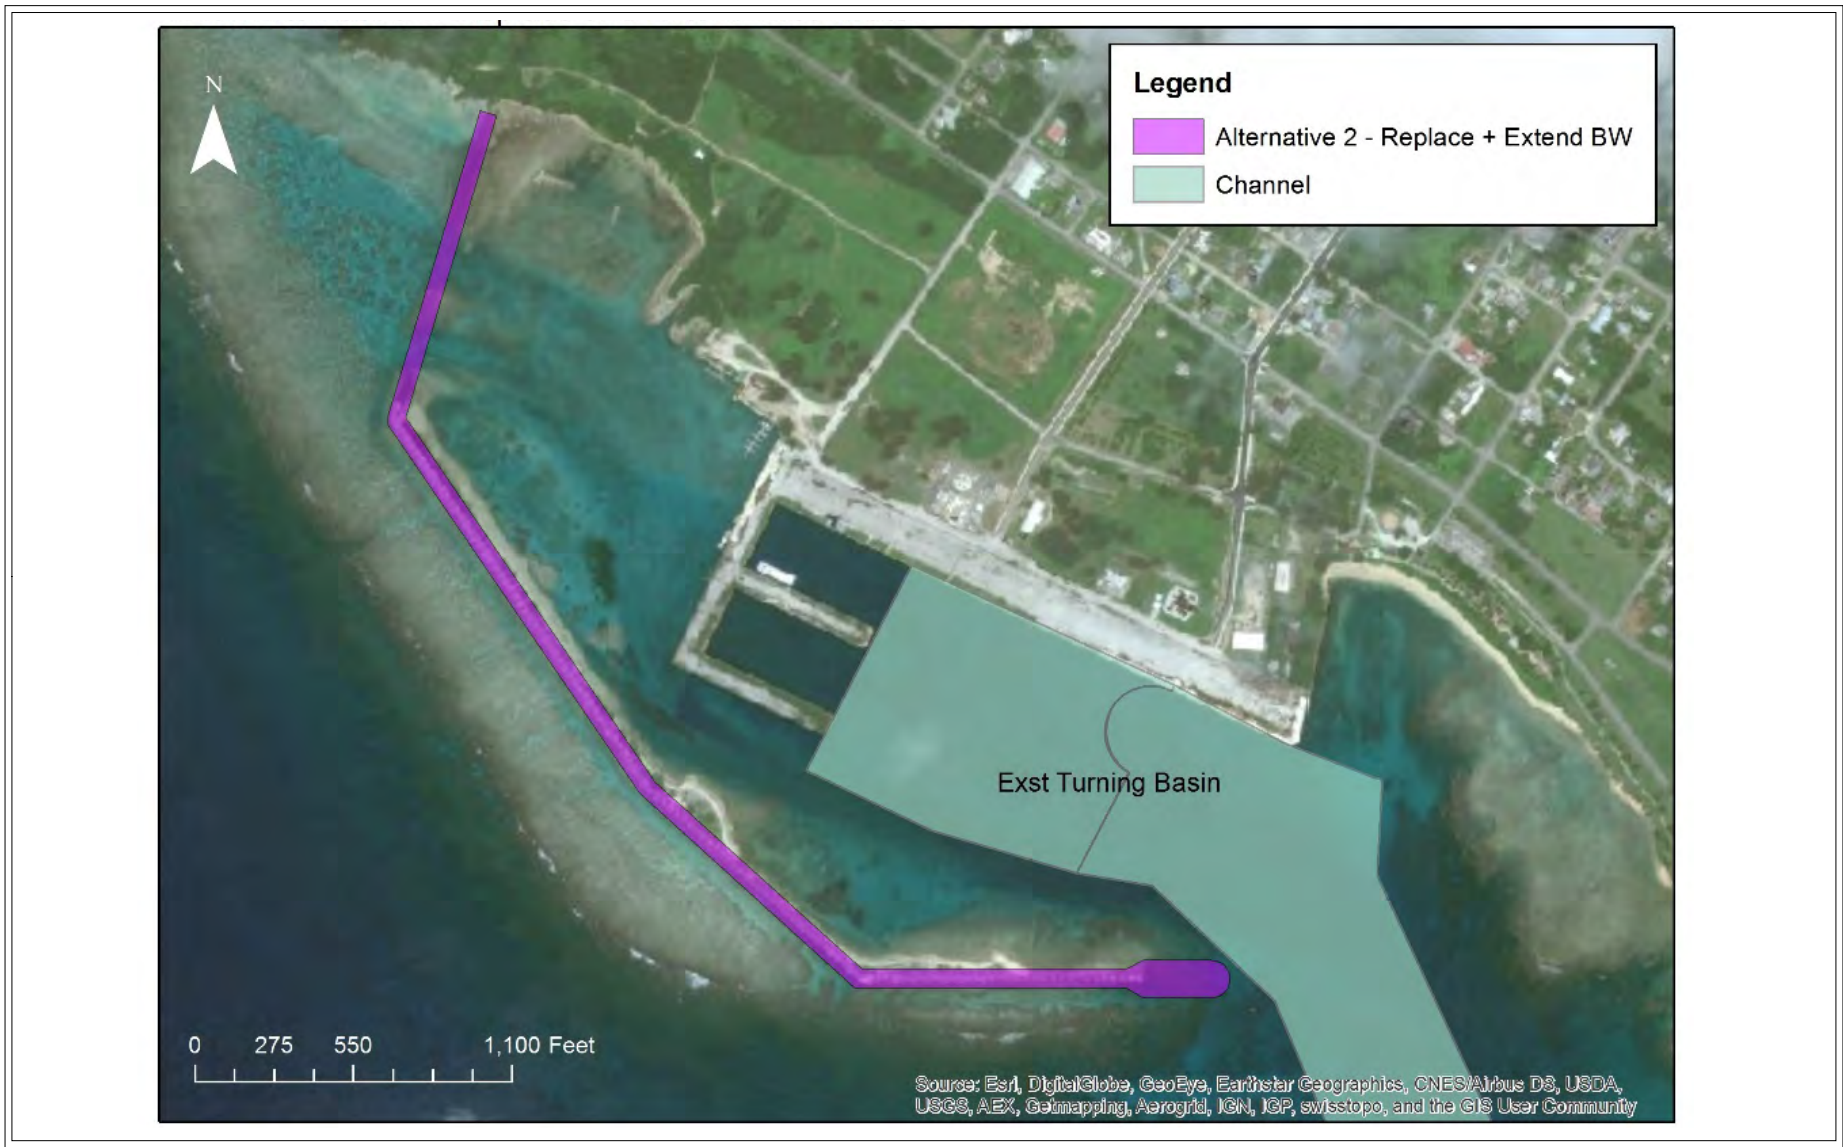 N
Legend
Alternative 2 - Replace + Extend BW
Channel
Exst Turning Basin
0 275 550 1,100 Feet
Source: Esri, DigitalGlobe, GeoEye, Earthstar Geographics, CNES/Airbus DS, USDA,
USGS, AEX, Getmapping, Aerogrid, IGN, IGP, swisstopo, and the GIS User Community